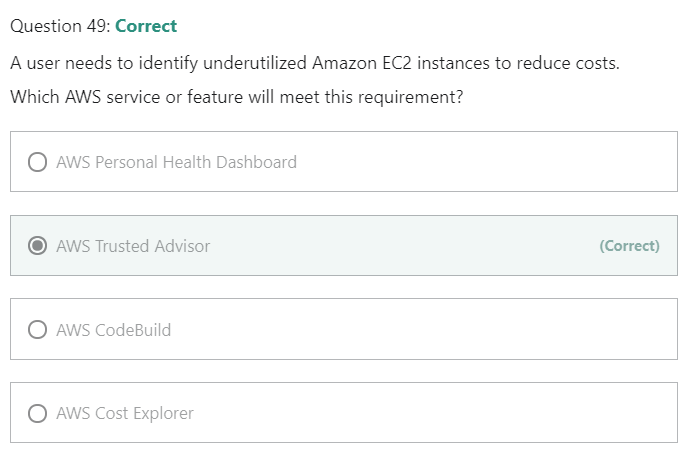 Question 49: Correct
A user needs to identify underutilized Amazon EC2 instances to reduce costs.
Which AWS service or feature will meet this requirement?
AWS Personal Health Dashboard
AWS Trusted Advisor (Correct)
AWS CodeBuild
AWS Cost Explorer